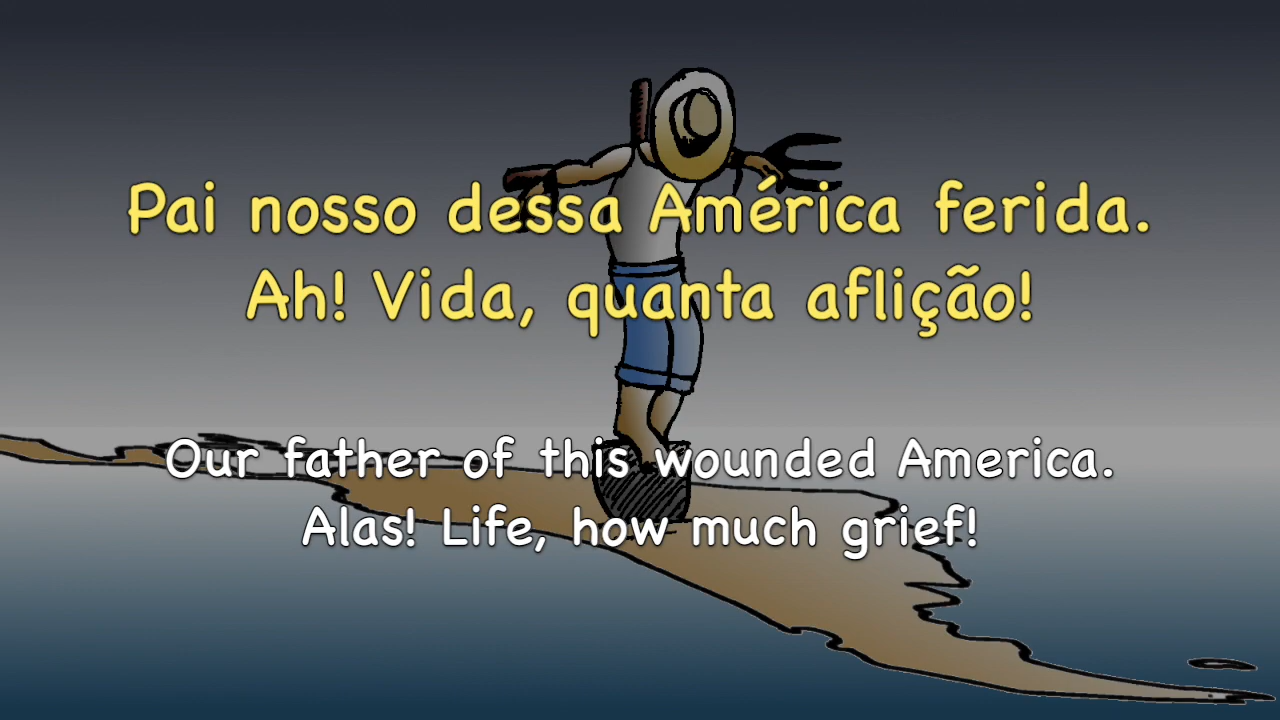 Pai nosso dessa América ferida.
Ah! Vida, quanta aflição!
Our father of this wounded America.
Alas! Life, how much grief!